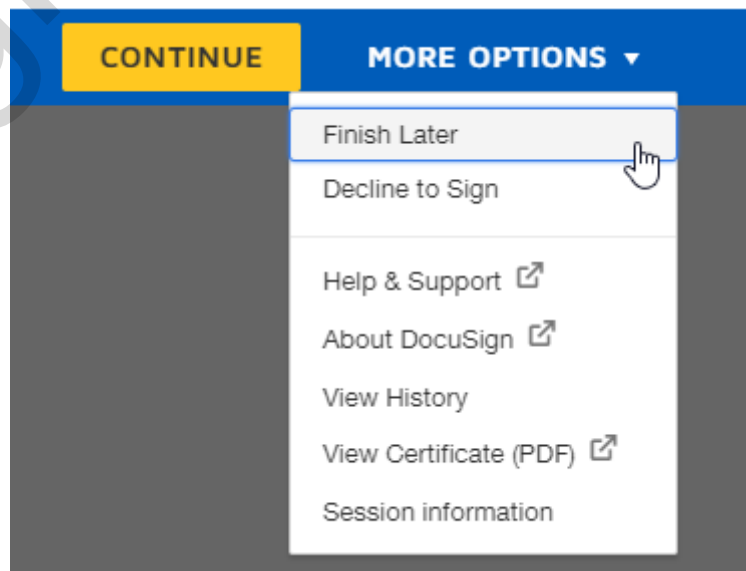 CONTINUE MORE OPTIONS
Finish Later
Decline to Sign
Help & Support
About DocuSign
View History
View Certificate (PDF)
Session information